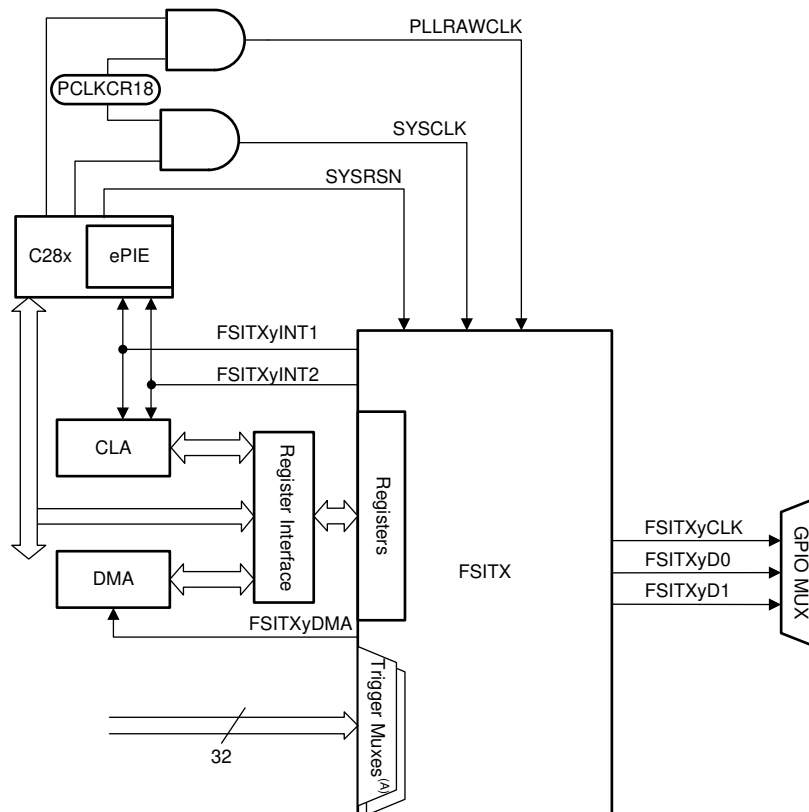 PLLRAWCLK
PCLKCR18
SYSCLK
SYSRSN
C28x
ePIE
FSITXyINT1
FSITXyINT2
CLA
Register Interface
Registers
FSITX
FSITXyCLK
FSITXyD0
FSITXyD1
GPIO MUX
DMA
FSITXyDMA
Trigger Muxes(A)
32